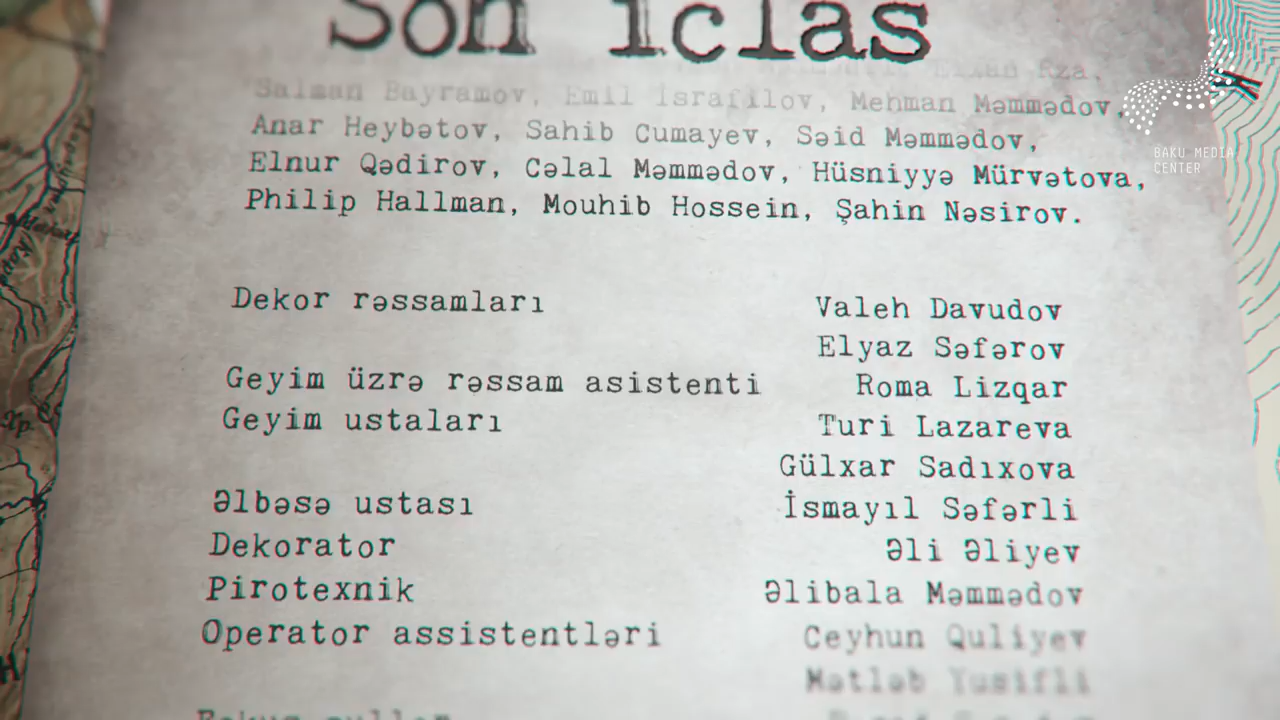 Son iclas
Rza,
Salman Bayramov, Emil İsrafilov, Mehman Məmmədov,
Anar Heybətov, Sahib Cumayev, Səid Məmmədov,
Elnur Qədirov, Cəlal Məmmədov, Hüsniyyə Mürvətova,
Philip Hallman, Mouhib Hossein, Şahin Nəsirov.
BAKU MEDIA
CENTER
Dekor rəssamları Valeh Davudov
Elyaz Səfərov
Geyim üzrə rəssam asistenti Roma Lizqar
Geyim ustaları Turi Lazareva
Gülxar Sadıxova
Əlbəsə ustası İsmayıl Səfərli
Dekorator Əli Əliyev
Pirotexnik Əlibala Məmmədov
Operator assistentləri Ceyhun Quliyev
Mətləb Yusifli